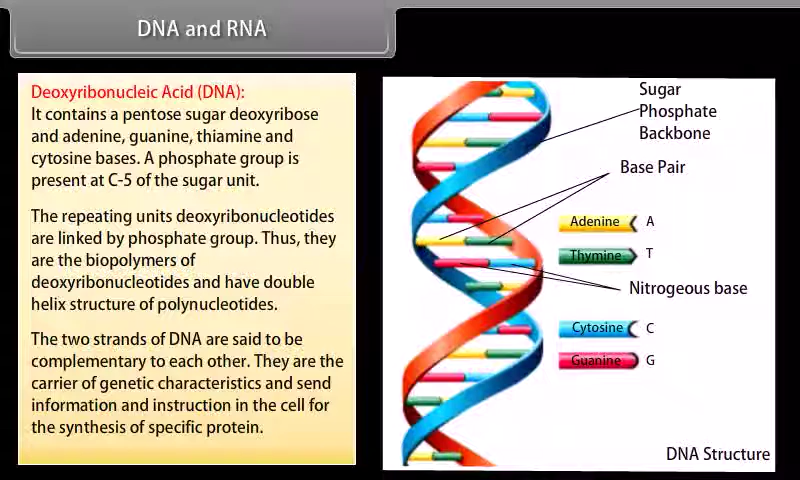 DNA and RNA
Deoxyribonucleic Acid (DNA):
It contains a pentose sugar deoxyribose
and adenine, guanine, thiamine and
cytosine bases. A phosphate group is
present at C-5 of the sugar unit.
The repeating units deoxyribonucleotides
are linked by phosphate group. Thus, they
are the biopolymers of
deoxyribonucleotides and have double
helix structure of polynucleotides.
The two strands of DNA are said to be
complementary to each other. They are the
carrier of genetic characteristics and send
information and instruction in the cell for
the synthesis of specific protein.
Sugar
Phosphate
Backbone
Base Pair
Adenine A
Thymine T
Nitrogeous base
Cytosine C
Guanine G
DNA Structure